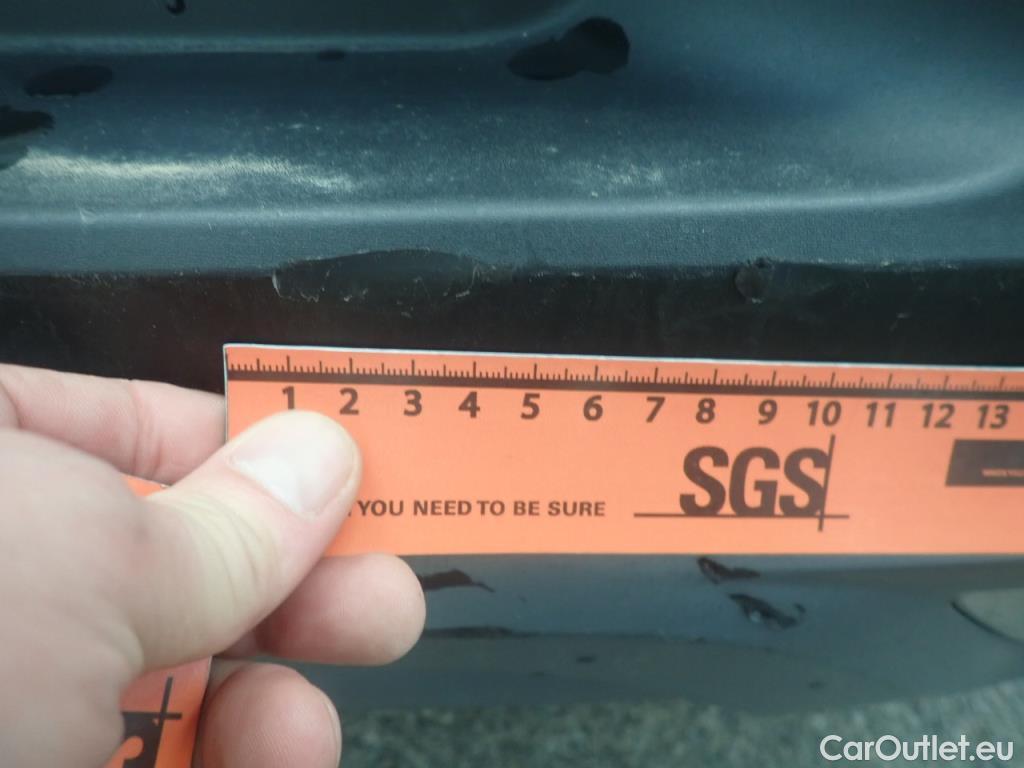 1 2 3 4 5 6 7 8 9 10 11 12 13
YOU NEED TO BE SURE
SGS
CarOutlet.eu